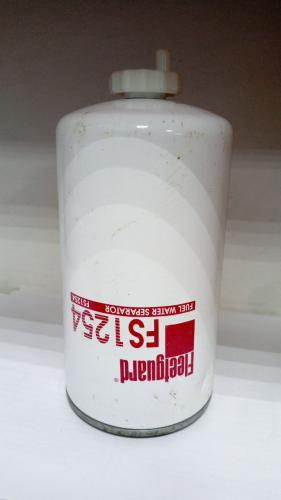 Fleetguard®
FS1254
FUEL WATER SEPARATOR
FS1254